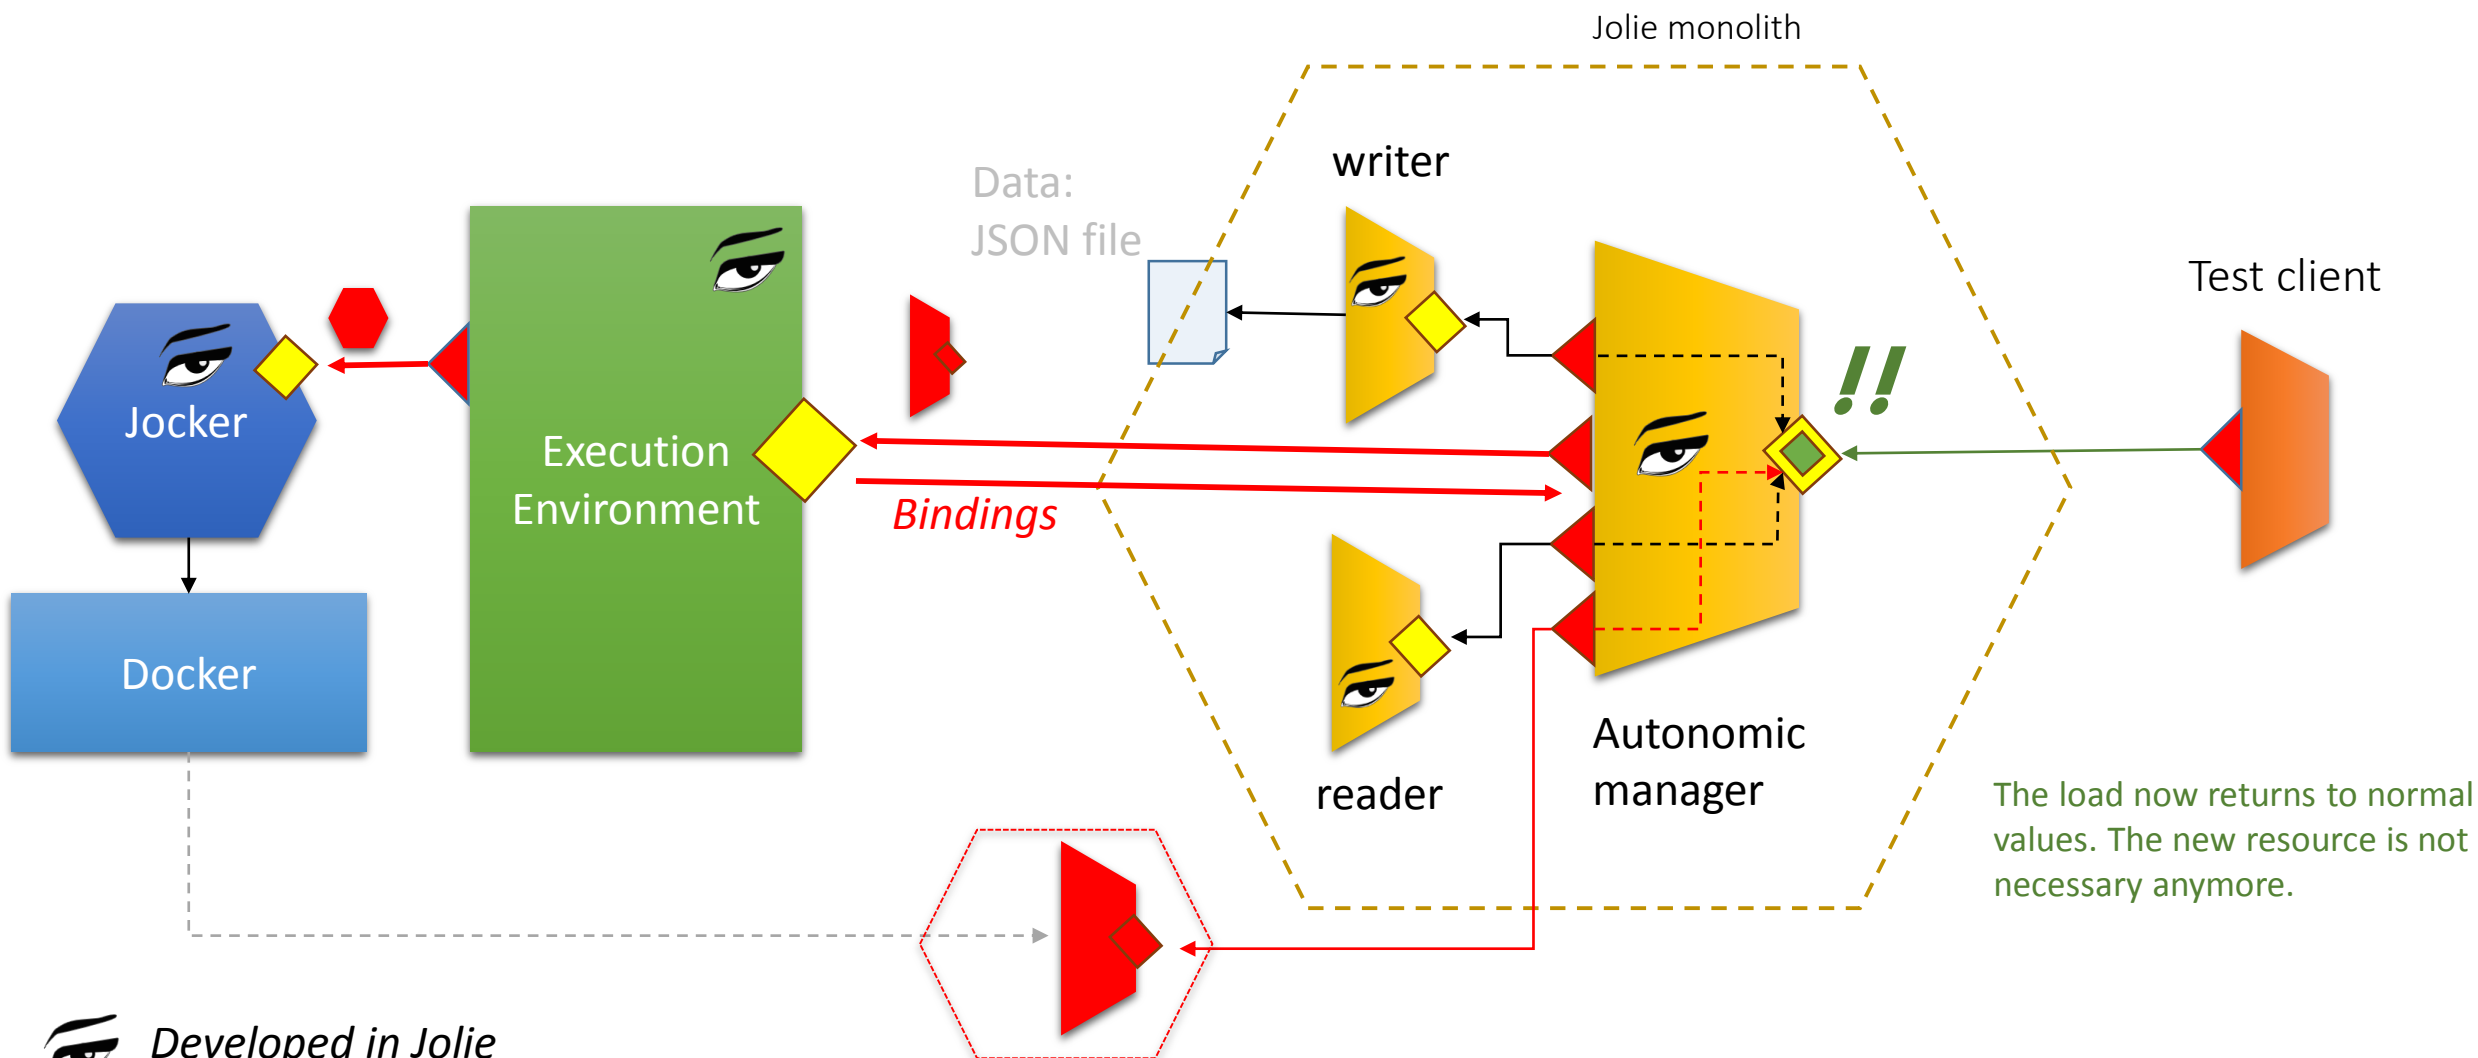 Jolie monolith
writer
Data:
JSON file
Test client
Jocker
Execution
Environment
Bindings
Docker
Autonomic
manager
reader
The load now returns to normal
values. The new resource is not
necessary anymore.
!!
Developed in Jolie